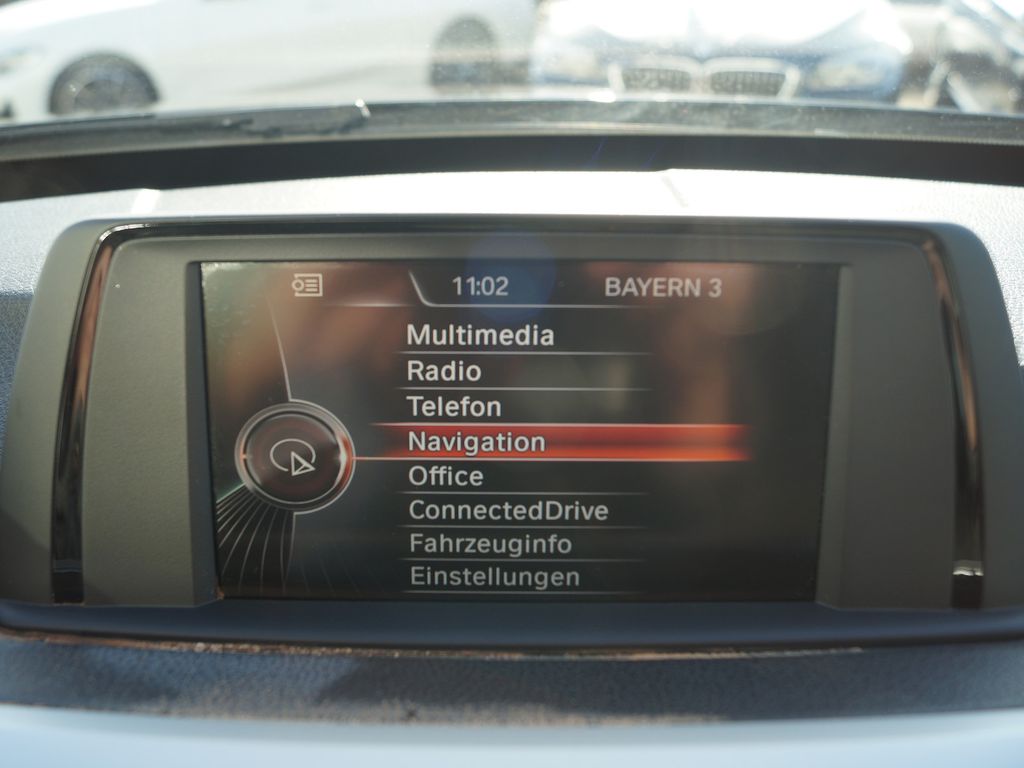 11:02 BAYERN 3
Multimedia
Radio
Telefon
Navigation
Office
ConnectedDrive
Fahrzeuginfo
Einstellungen